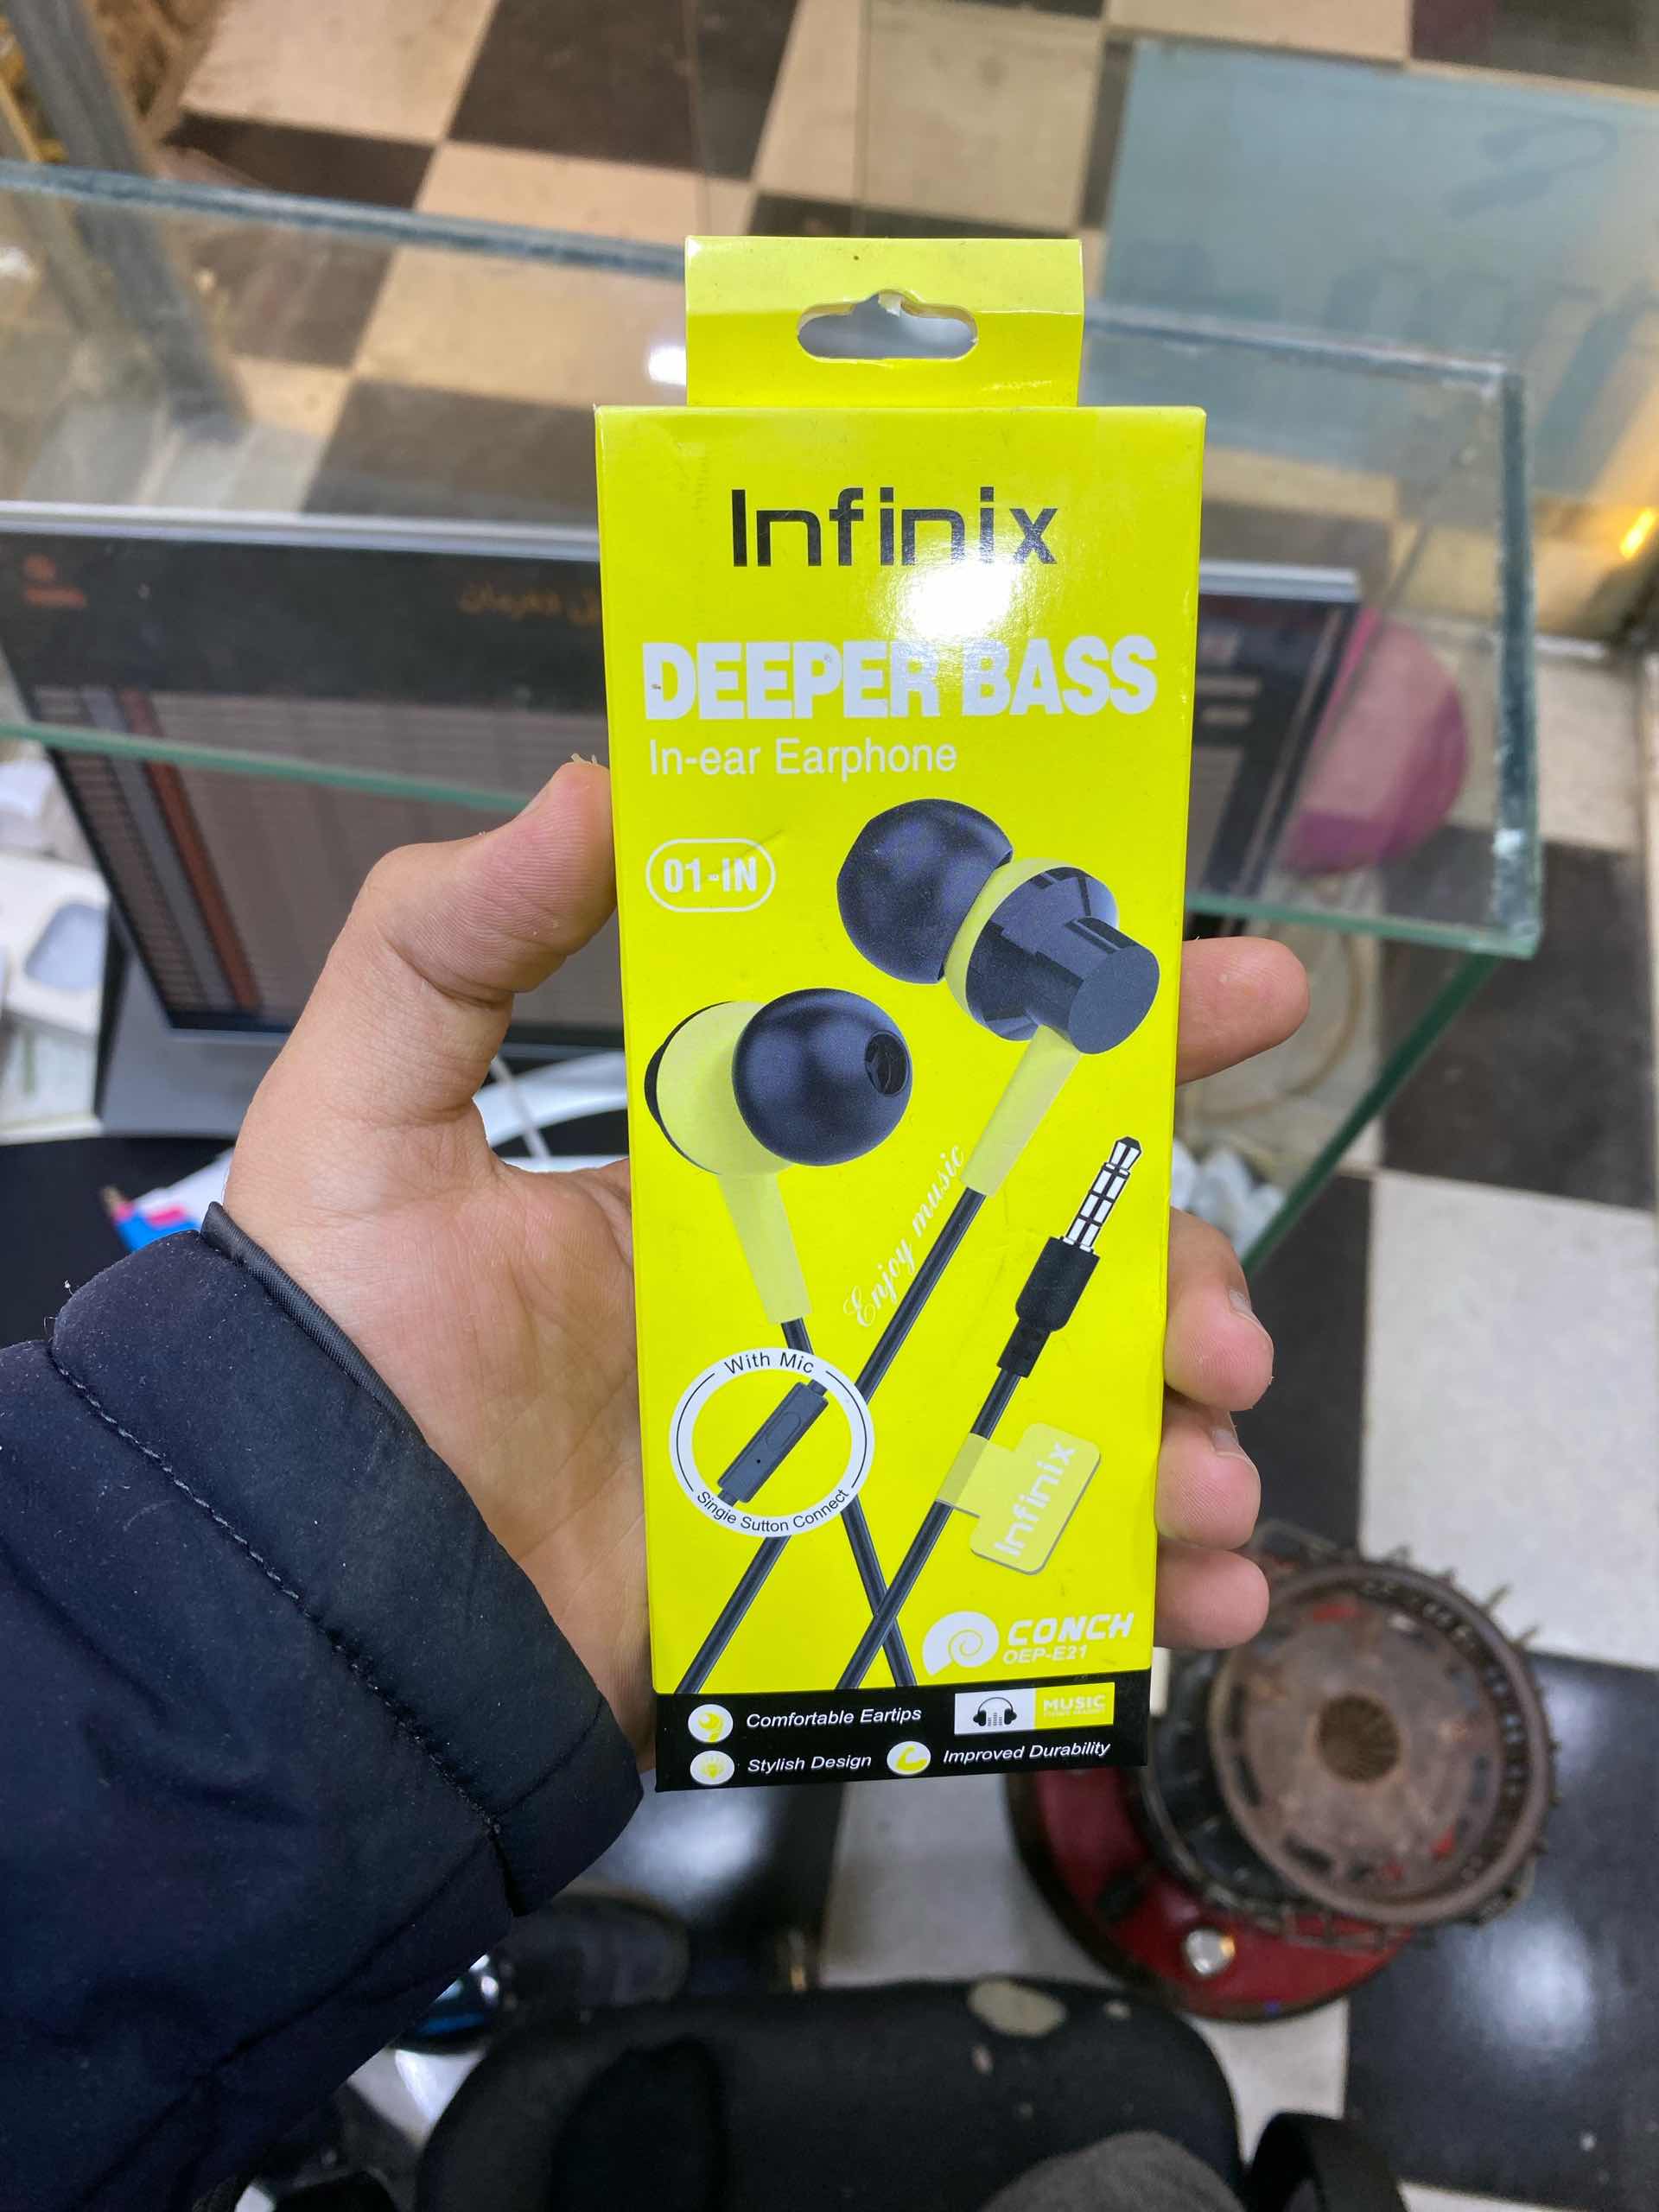 Infinix
DEEPER BASS
In-ear Earphone
01-IN
Enjoy music
With Mic
Single Sutton Connect
Infinix
CONCH
OEP-E21
Comfortable Eartips
MUSIC
Stylish Design
Improved Durability